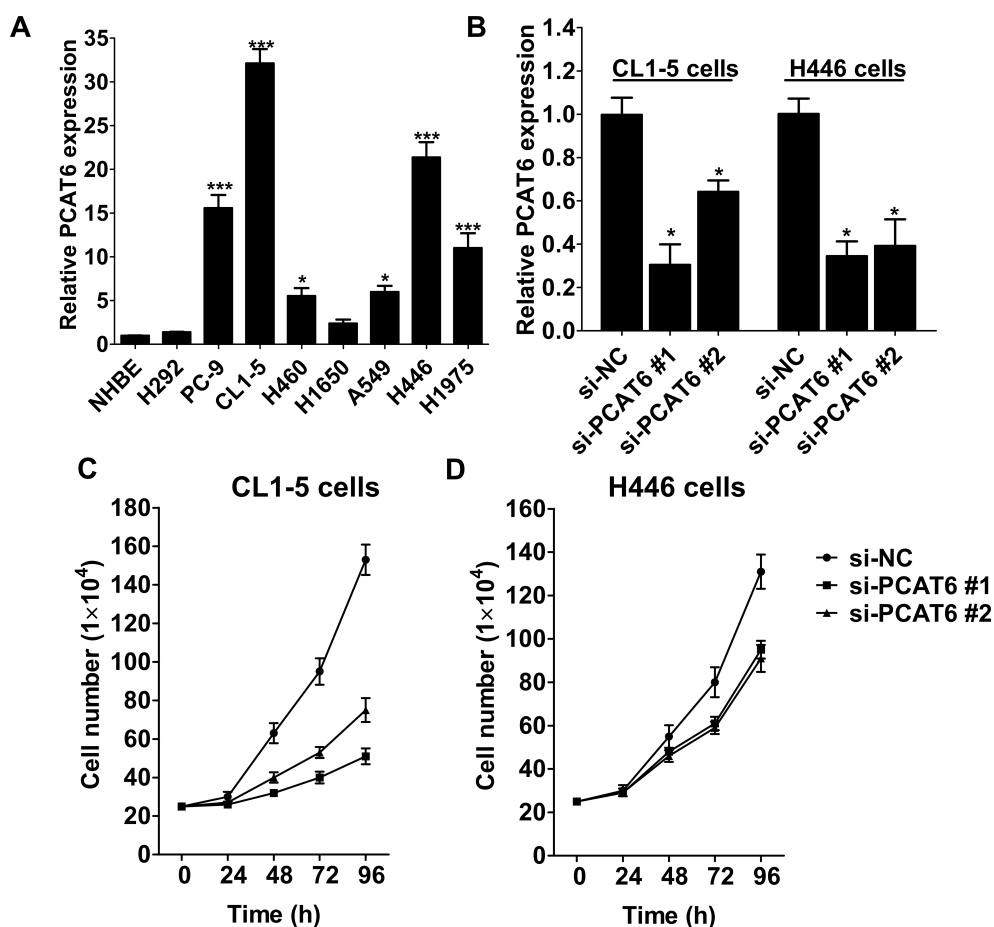 A
Relative PCAT6 expression
35
30
25
20
15
10
5
0
***
***
*
*
***
***
NHBE
H292
PC-9
CL1-5
H460
H1650
A549
H446
H1975
B
Relative PCAT6 expression
1.4
1.2
1.0
0.8
0.6
0.4
0.2
0.0
CL1-5 cells
H446 cells
*
*
*
*
si-NC
si-PCAT6 #1
si-PCAT6 #2
si-NC
si-PCAT6 #1
si-PCAT6 #2
C
CL1-5 cells
Cell number (1×10⁴)
180
160
140
120
100
80
60
40
20
0
0 24 48 72 96
Time (h)
D
H446 cells
Cell number (1×10⁴)
160
140
120
100
80
60
40
20
0
0 24 48 72 96
Time (h)
si-NC
si-PCAT6 #1
si-PCAT6 #2